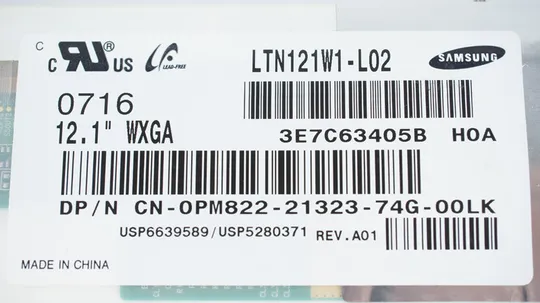 C
c RU® US LEAD-FREE LTN121W1-L02 SAMSUNG
0716
12.1" WXGA 3E7C63405B H0A
DP/N CN-0PM822-21323-74G-00LK
USP6639589/USP5280371 REV.A01
MADE IN CHINA